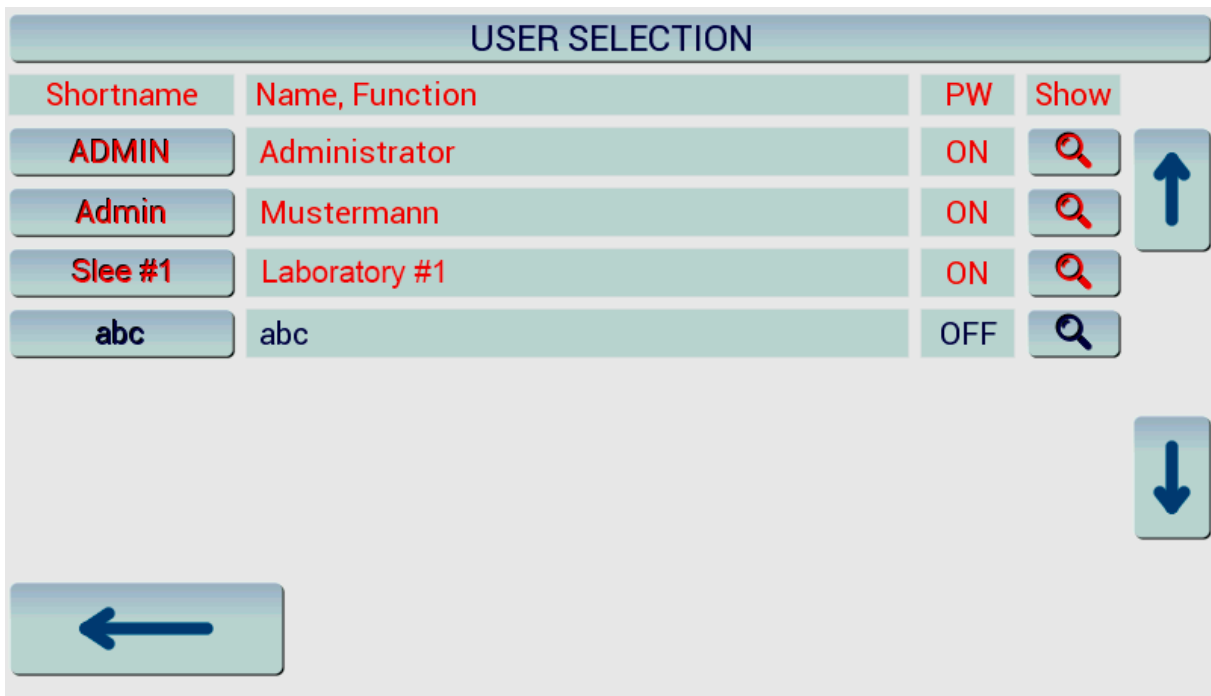 USER SELECTION
Shortname Name, Function PW Show
ADMIN Administrator ON
Admin Mustermann ON
Slee #1 Laboratory #1 ON
abc abc OFF